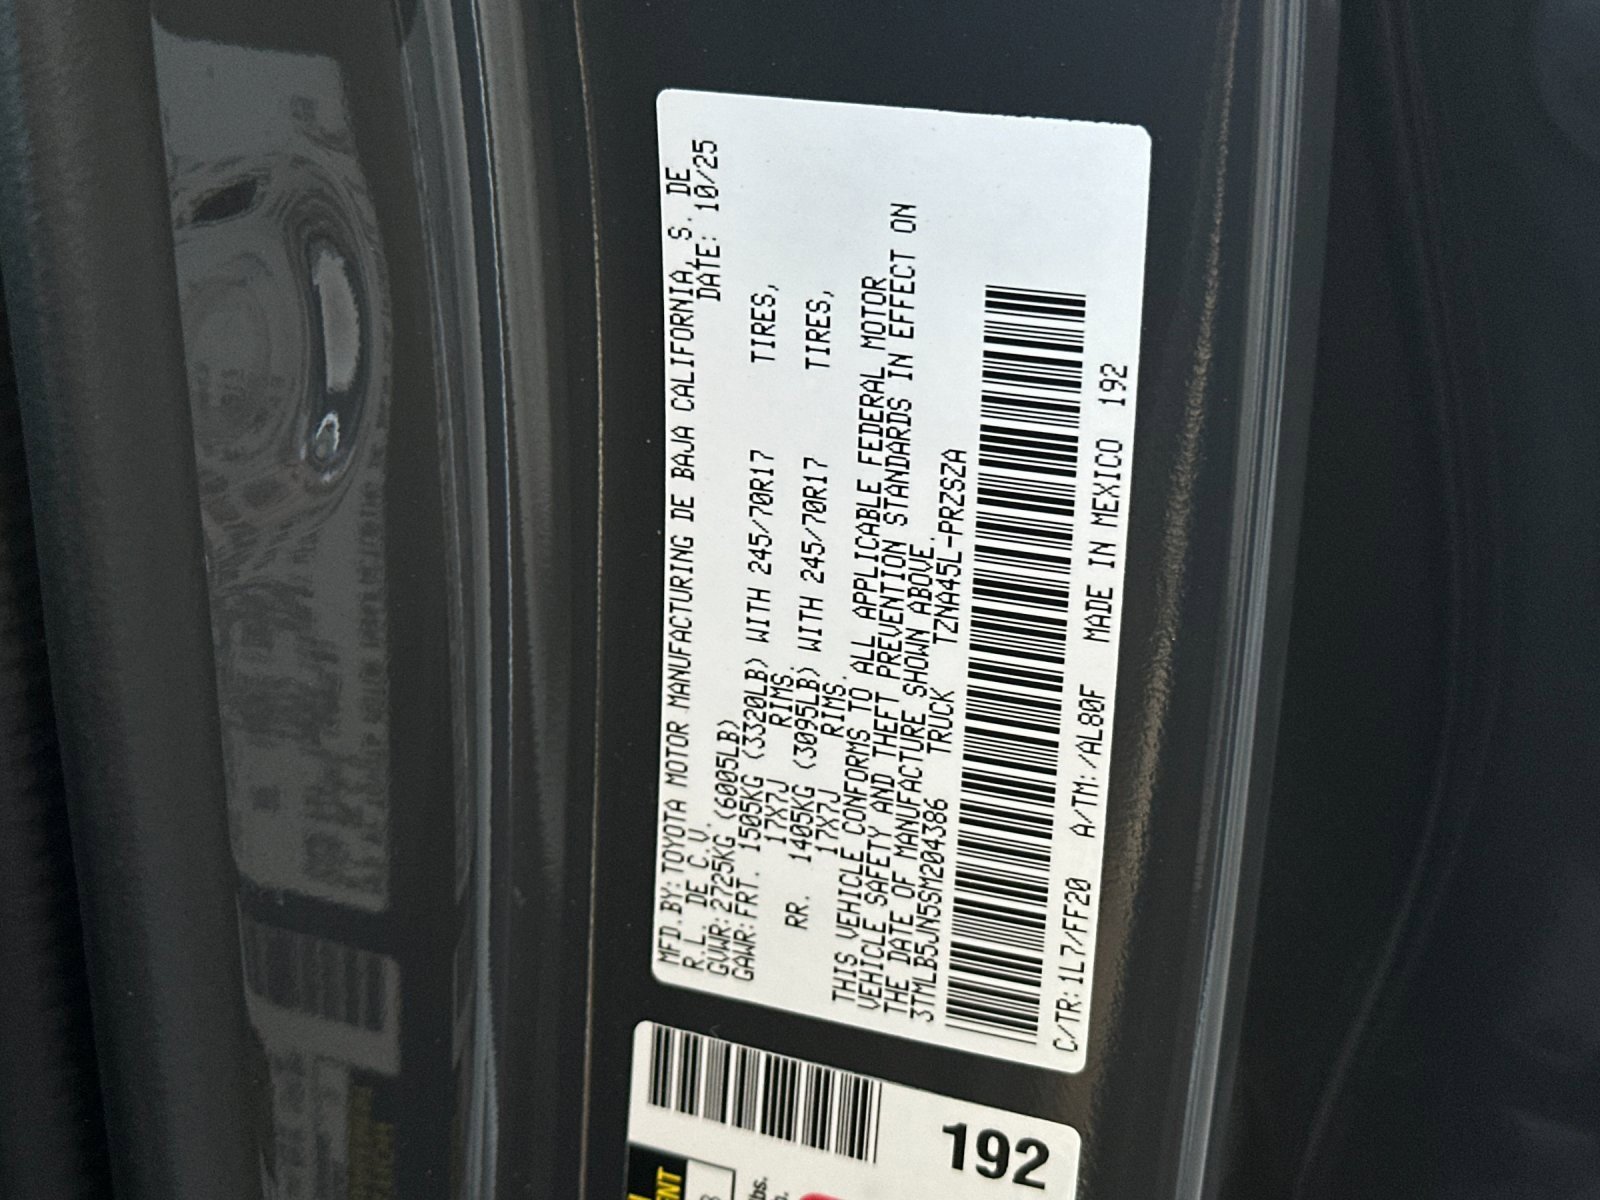 MFD.BY:TOYOTA MOTOR MANUFACTURING DE BAJA CALIFORNIA, S. DE
R.L. DE C.V. DATE: 10/25
GVWR:2725KG (6005LB)
GAWR:FRT. 1505KG (3320LB) WITH 245/70R17 TIRES,
17X7J RIMS.
RR. 1405KG (3095LB) WITH 245/70R17 TIRES,
17X7J RIMS.
THIS VEHICLE CONFORMS TO ALL APPLICABLE FEDERAL MOTOR
VEHICLE SAFETY AND THEFT PREVENTION STANDARDS IN EFFECT ON
THE DATE OF MANUFACTURE SHOWN ABOVE.
3TMLB5JN5SM204386 TRUCK TZNA45L-PRZSZA
C/TR:1L7/FF20 A/TM:/AL80F MADE IN MEXICO 192
192